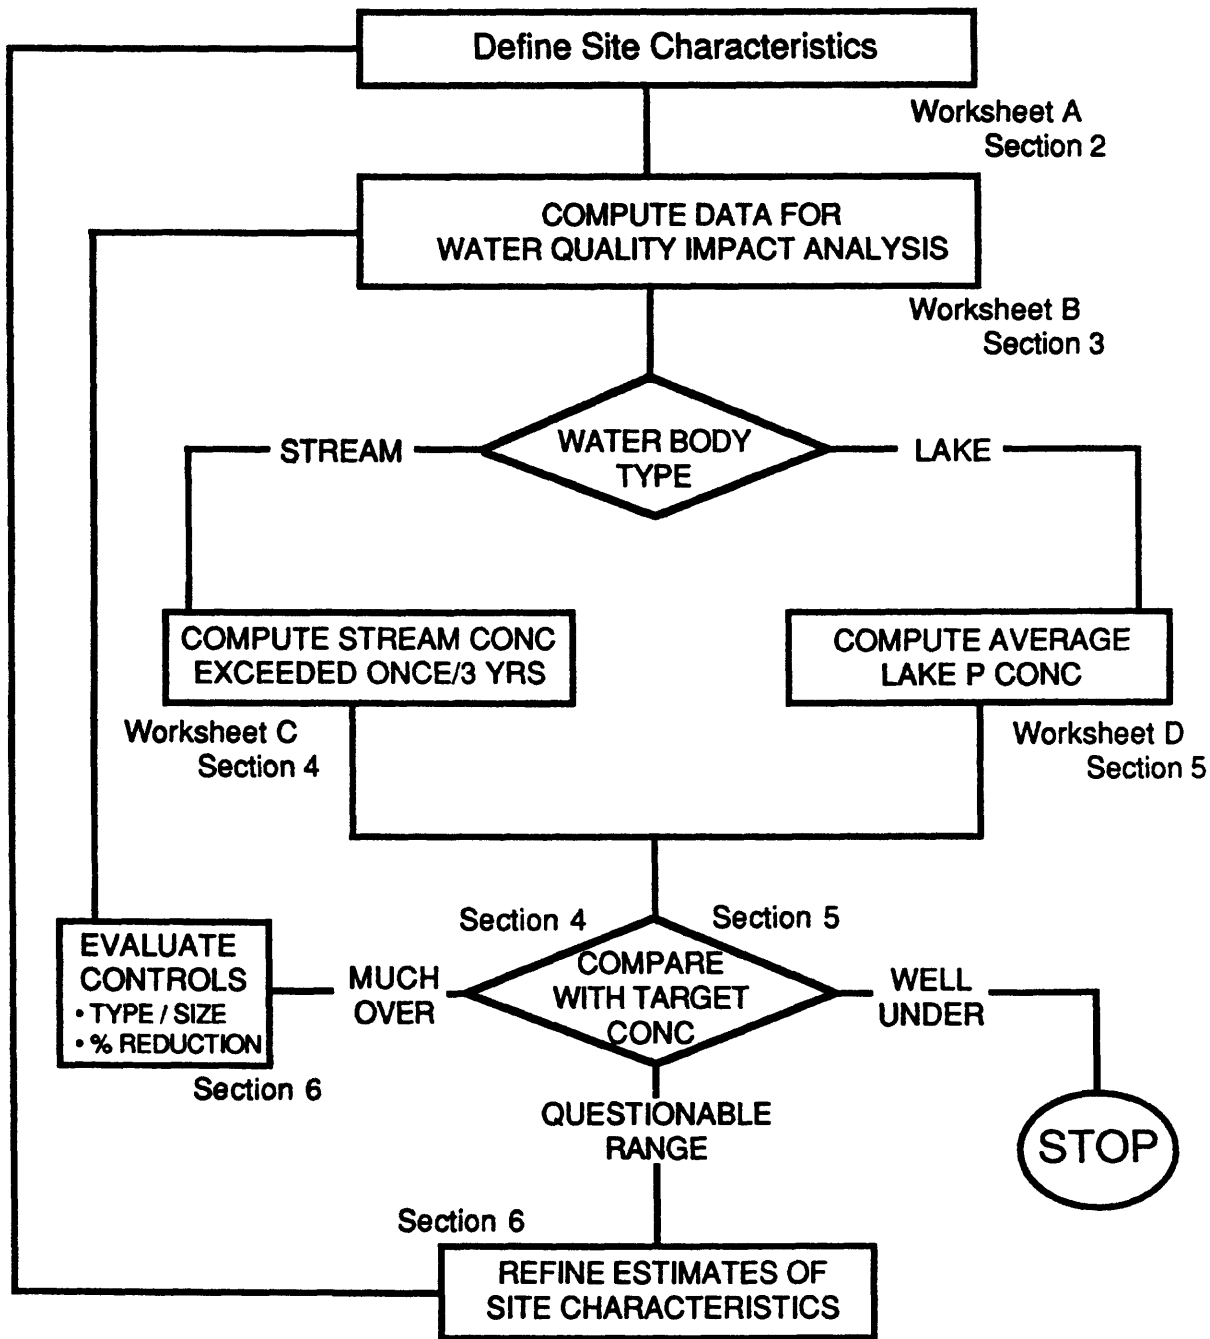 Define Site Characteristics
Worksheet A
Section 2
COMPUTE DATA FOR
WATER QUALITY IMPACT ANALYSIS
Worksheet B
Section 3
STREAM
WATER BODY
TYPE
LAKE
COMPUTE STREAM CONC
EXCEEDED ONCE/3 YRS
COMPUTE AVERAGE
LAKE P CONC
Worksheet C
Section 4
Worksheet D
Section 5
Section 4
Section 5
EVALUATE
CONTROLS
• TYPE / SIZE
• % REDUCTION
MUCH
OVER
COMPARE
WITH TARGET
CONC
WELL
UNDER
Section 6
QUESTIONABLE
RANGE
STOP
Section 6
REFINE ESTIMATES OF
SITE CHARACTERISTICS